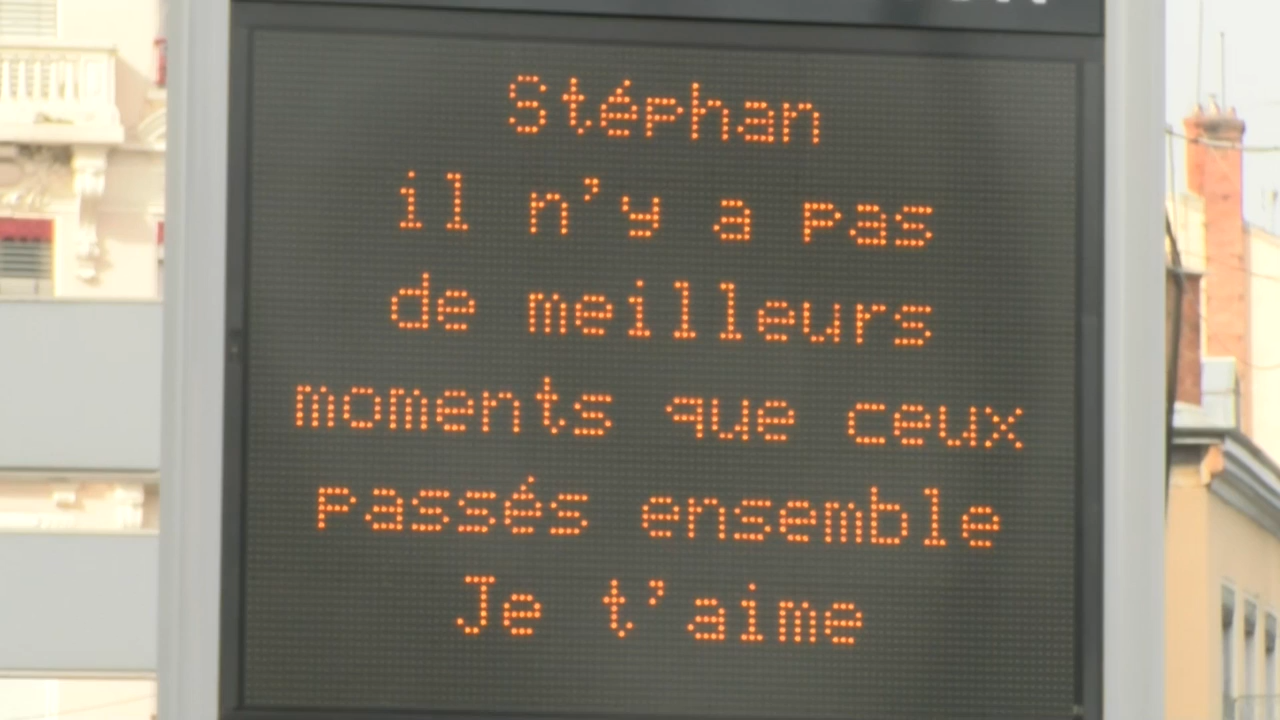 Stéphan
il n'y a pas
de meilleurs
moments que ceux
passés ensemble
Je t'aime